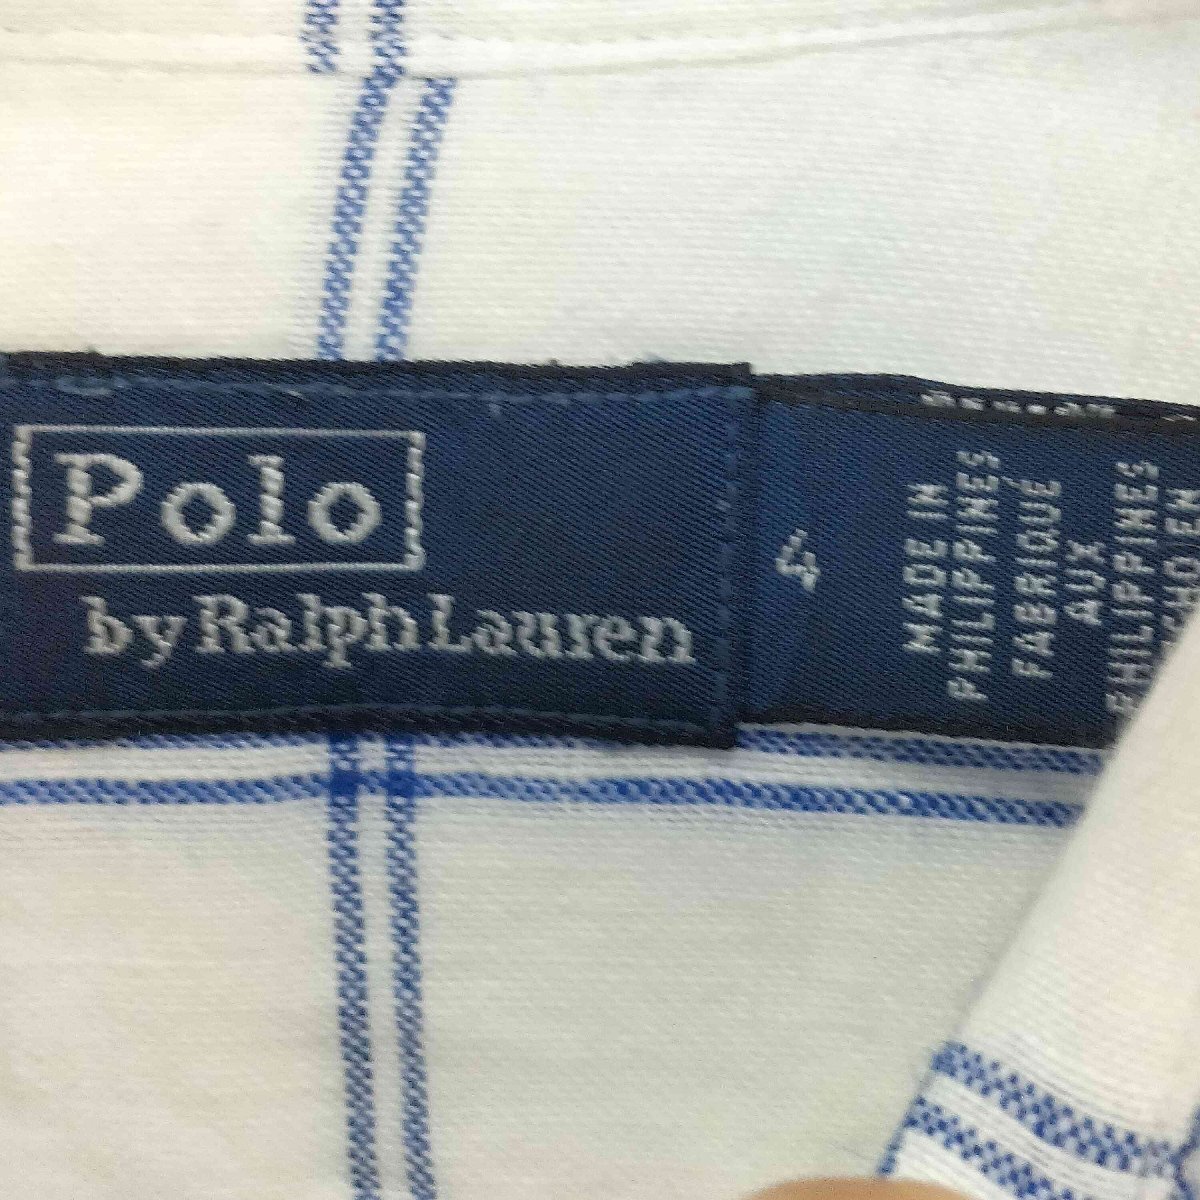 Polo
by Ralph Lauren
4
MADE IN
PHILIPPINES
FABRIQUÉ
AUX
PHILIPPINES